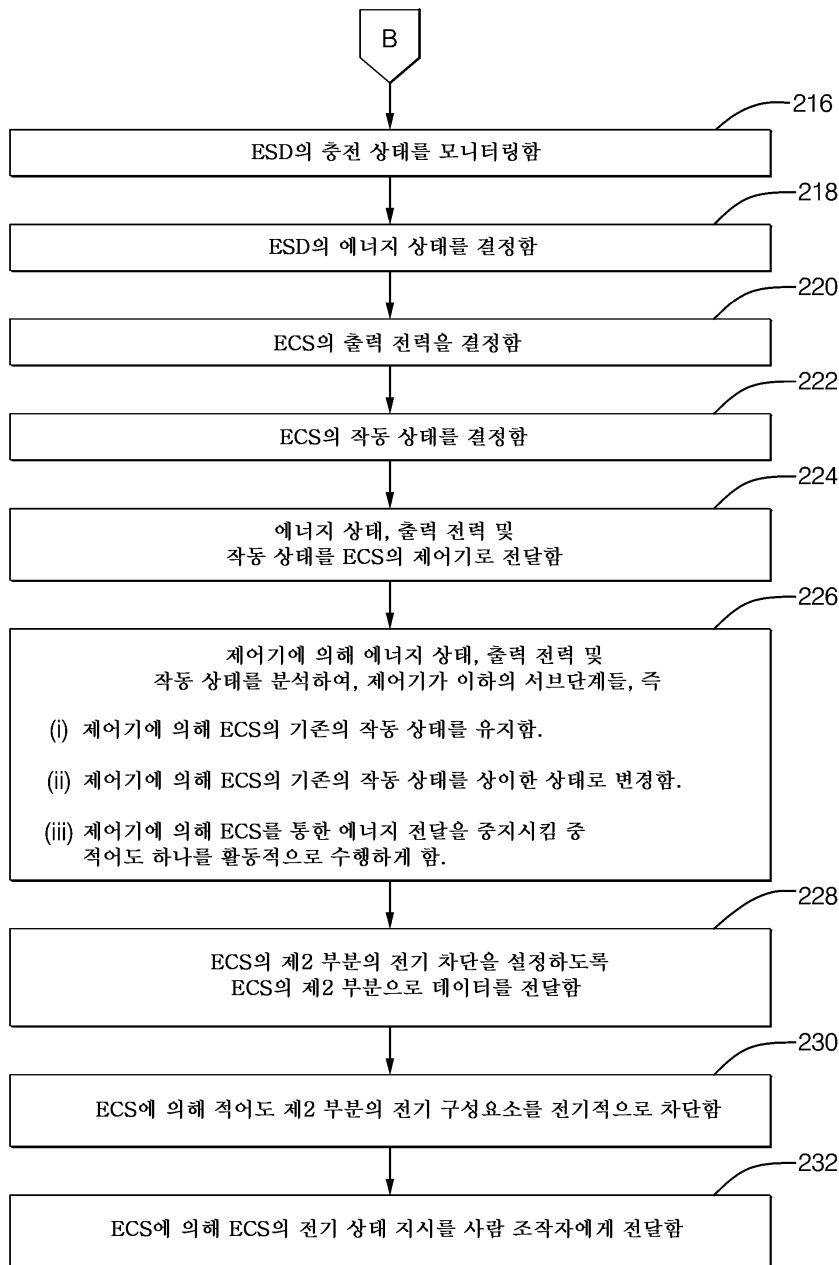 B
216
ESD의 충전 상태를 모니터링함
218
ESD의 에너지 상태를 결정함
220
ECS의 출력 전력을 결정함
222
ECS의 작동 상태를 결정함
224
에너지 상태, 출력 전력 및
작동 상태를 ECS의 제어기로 전달함
226
제어기에 의해 에너지 상태, 출력 전력 및
작동 상태를 분석하여, 제어기가 이하의 서브단계들, 즉
(i) 제어기에 의해 ECS의 기존의 작동 상태를 유지함.
(ii) 제어기에 의해 ECS의 기존의 작동 상태를 상이한 상태로 변경함.
(iii) 제어기에 의해 ECS를 통한 에너지 전달을 중지시킴 중
적어도 하나를 활동적으로 수행하게 함.
228
ECS의 제2 부분의 전기 차단을 설정하도록
ECS의 제2 부분으로 데이터를 전달함
230
ECS에 의해 적어도 제2 부분의 전기 구성요소를 전기적으로 차단함
232
ECS에 의해 ECS의 전기 상태 지시를 사람 조작자에게 전달함